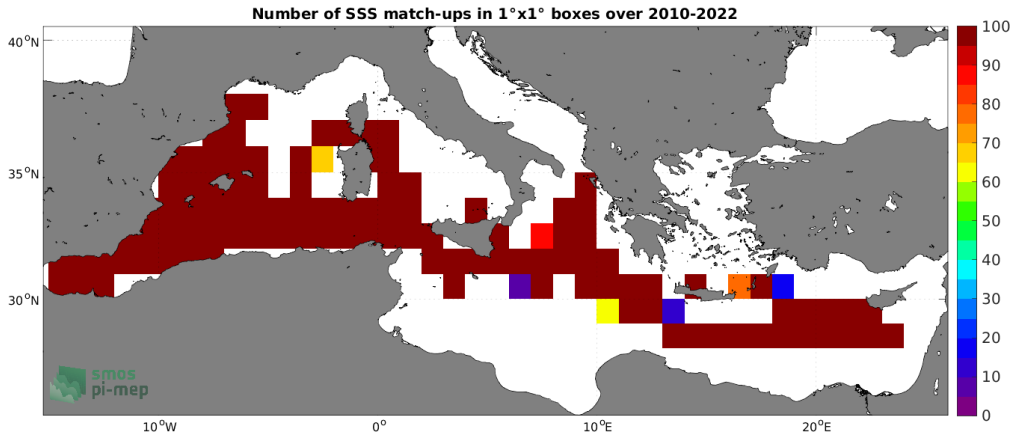 Number of SSS match-ups in 1°x1° boxes over 2010-2022
40°N
35°N
30°N
10°W
0°
10°E
20°E
100
90
80
70
60
50
40
30
20
10
0
smos
pi-mep